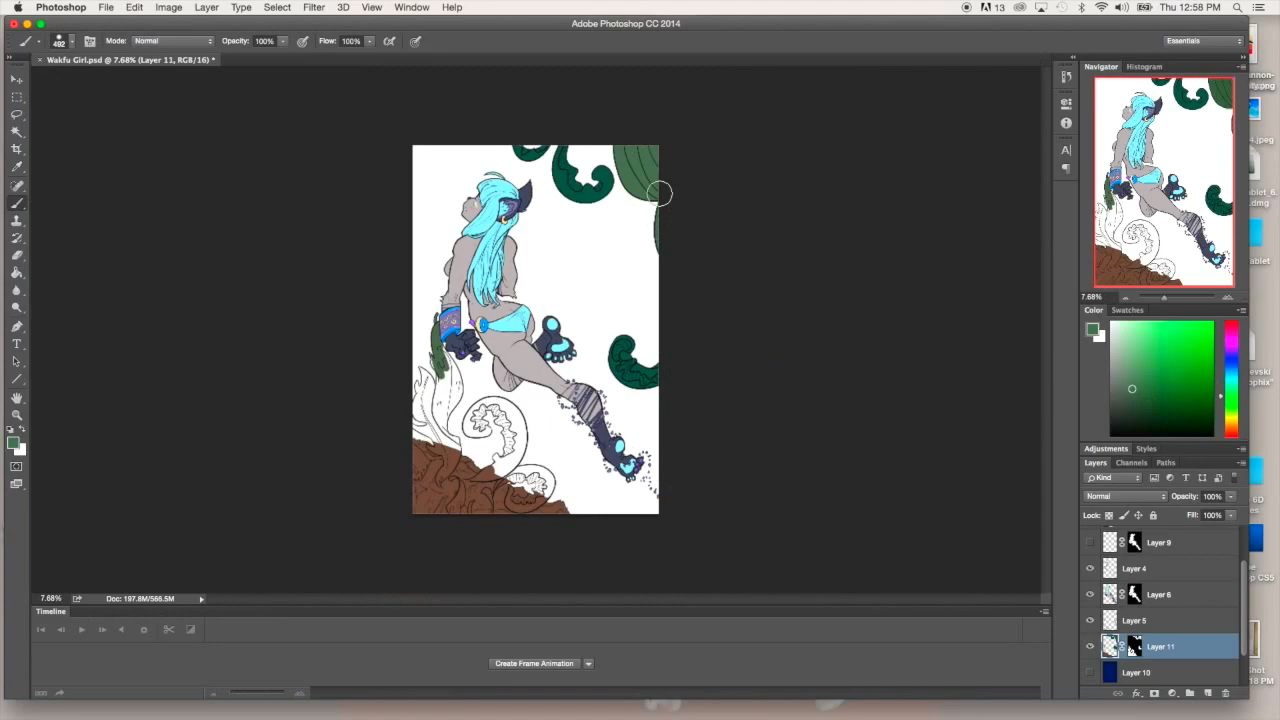 Photoshop File Edit Image Layer Type Select Filter 3D View Window Help 13 Thu 12:58 PM
Adobe Photoshop CC 2014
492 Mode: Normal Opacity: 100% Flow: 100% Essentials
× Wakfu Girl.psd @ 7.68% (Layer 11, RGB/16) *
Navigator Histogram
7.68%
Color Swatches
Adjustments Styles
Layers Channels Paths
Kind
Normal Opacity: 100%
Lock: Fill: 100%
Layer 9
Layer 4
Layer 6
Layer 5
Layer 11
Layer 10
7.68% Doc: 197.8M/566.5M
Timeline
Create Frame Animation